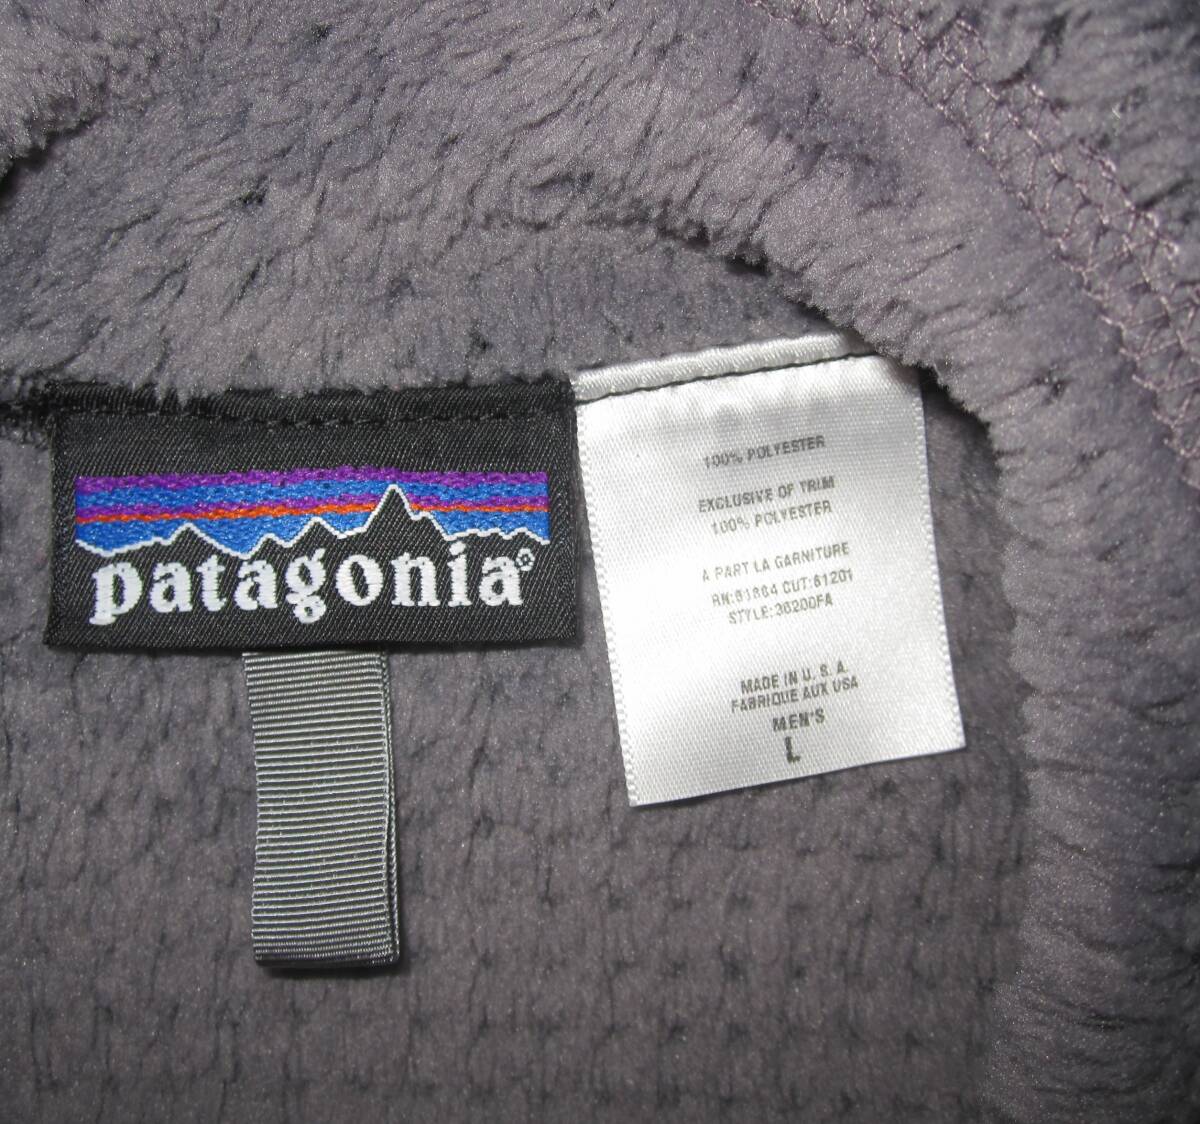 patagonia®
100% POLYESTER
EXCLUSIVE OF TRIM
100% POLYESTER
A PART LA GARNITURE
RN:51884 CUT:61201
STYLE:36200FA
MADE IN U.S.A.
FABRIQUE AUX USA
MEN'S
L